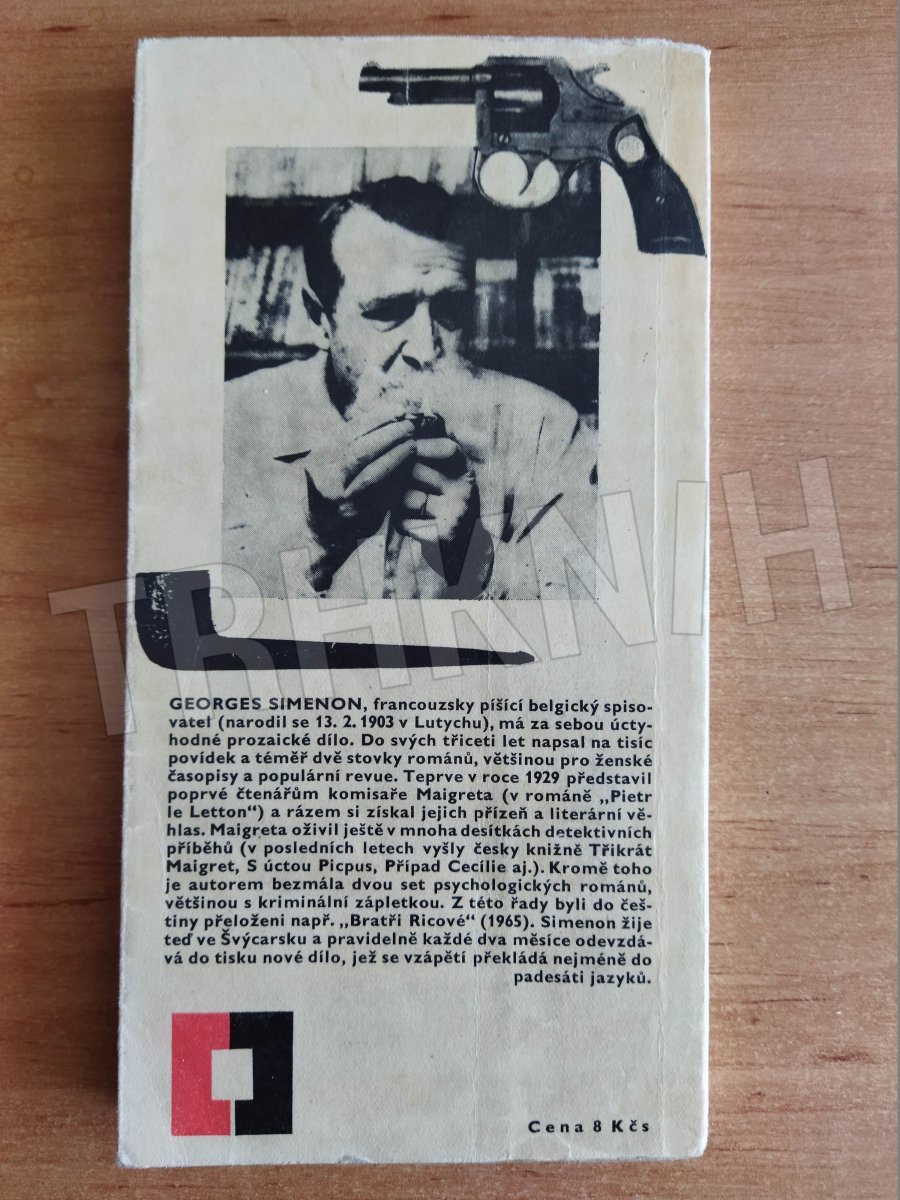 TRHKNIH
GEORGES SIMENON, francouzsky píšící belgický spiso-
vatel (narodil se 13. 2. 1903 v Lutychu), má za sebou úcty-
hodné prozaické dílo. Do svých třiceti let napsal na tisíc
povídek a téměř dvě stovky románů, většinou pro ženské
časopisy a populární revue. Teprve v roce 1929 představil
poprvé čtenářům komisaře Maigreta (v románě „Pietr
le Letton“) a rázem si získal jejich přízeň a literární vě-
hlas. Maigreta oživil ještě v mnoha desítkách detektivních
příběhů (v posledních letech vyšly česky knižně Třikrát
Maigret, S úctou Picpus, Případ Cecílie aj.). Kromě toho
je autorem bezmála dvou set psychologických románů,
většinou s kriminální zápletkou. Z této řady byli do češ-
tiny přeloženi např. „Bratři Ricové“ (1965). Simenon žije
teď ve Švýcarsku a pravidelně každé dva měsíce odevzdá-
vá do tisku nové dílo, jež se vzápětí překládá nejméně do
padesáti jazyků.
Cena 8 Kčs